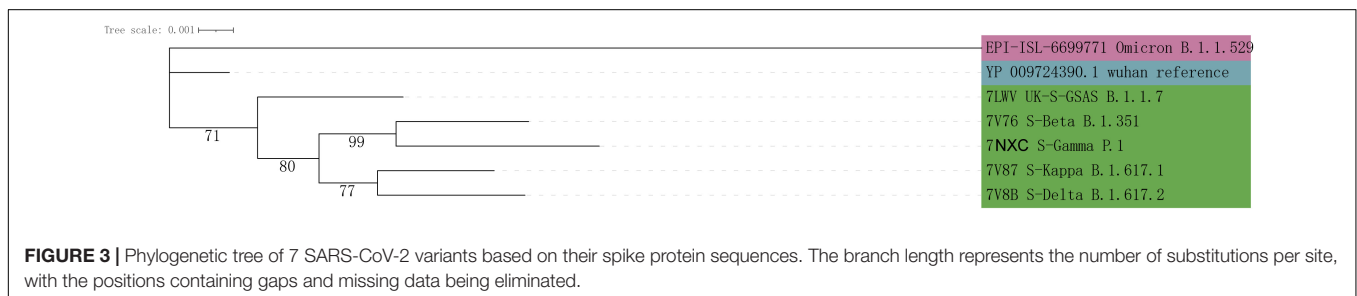 Tree scale: 0.001
EPI-ISL-6699771 Omicron B.1.1.529
YP 009724390.1 wuhan reference
7LWV UK-S-GSAS B.1.1.7
71
7V76 S-Beta B.1.351
99
7NXC S-Gamma P.1
80
7V87 S-Kappa B.1.617.1
77
7V8B S-Delta B.1.617.2
FIGURE 3 | Phylogenetic tree of 7 SARS-CoV-2 variants based on their spike protein sequences. The branch length represents the number of substitutions per site,
with the positions containing gaps and missing data being eliminated.